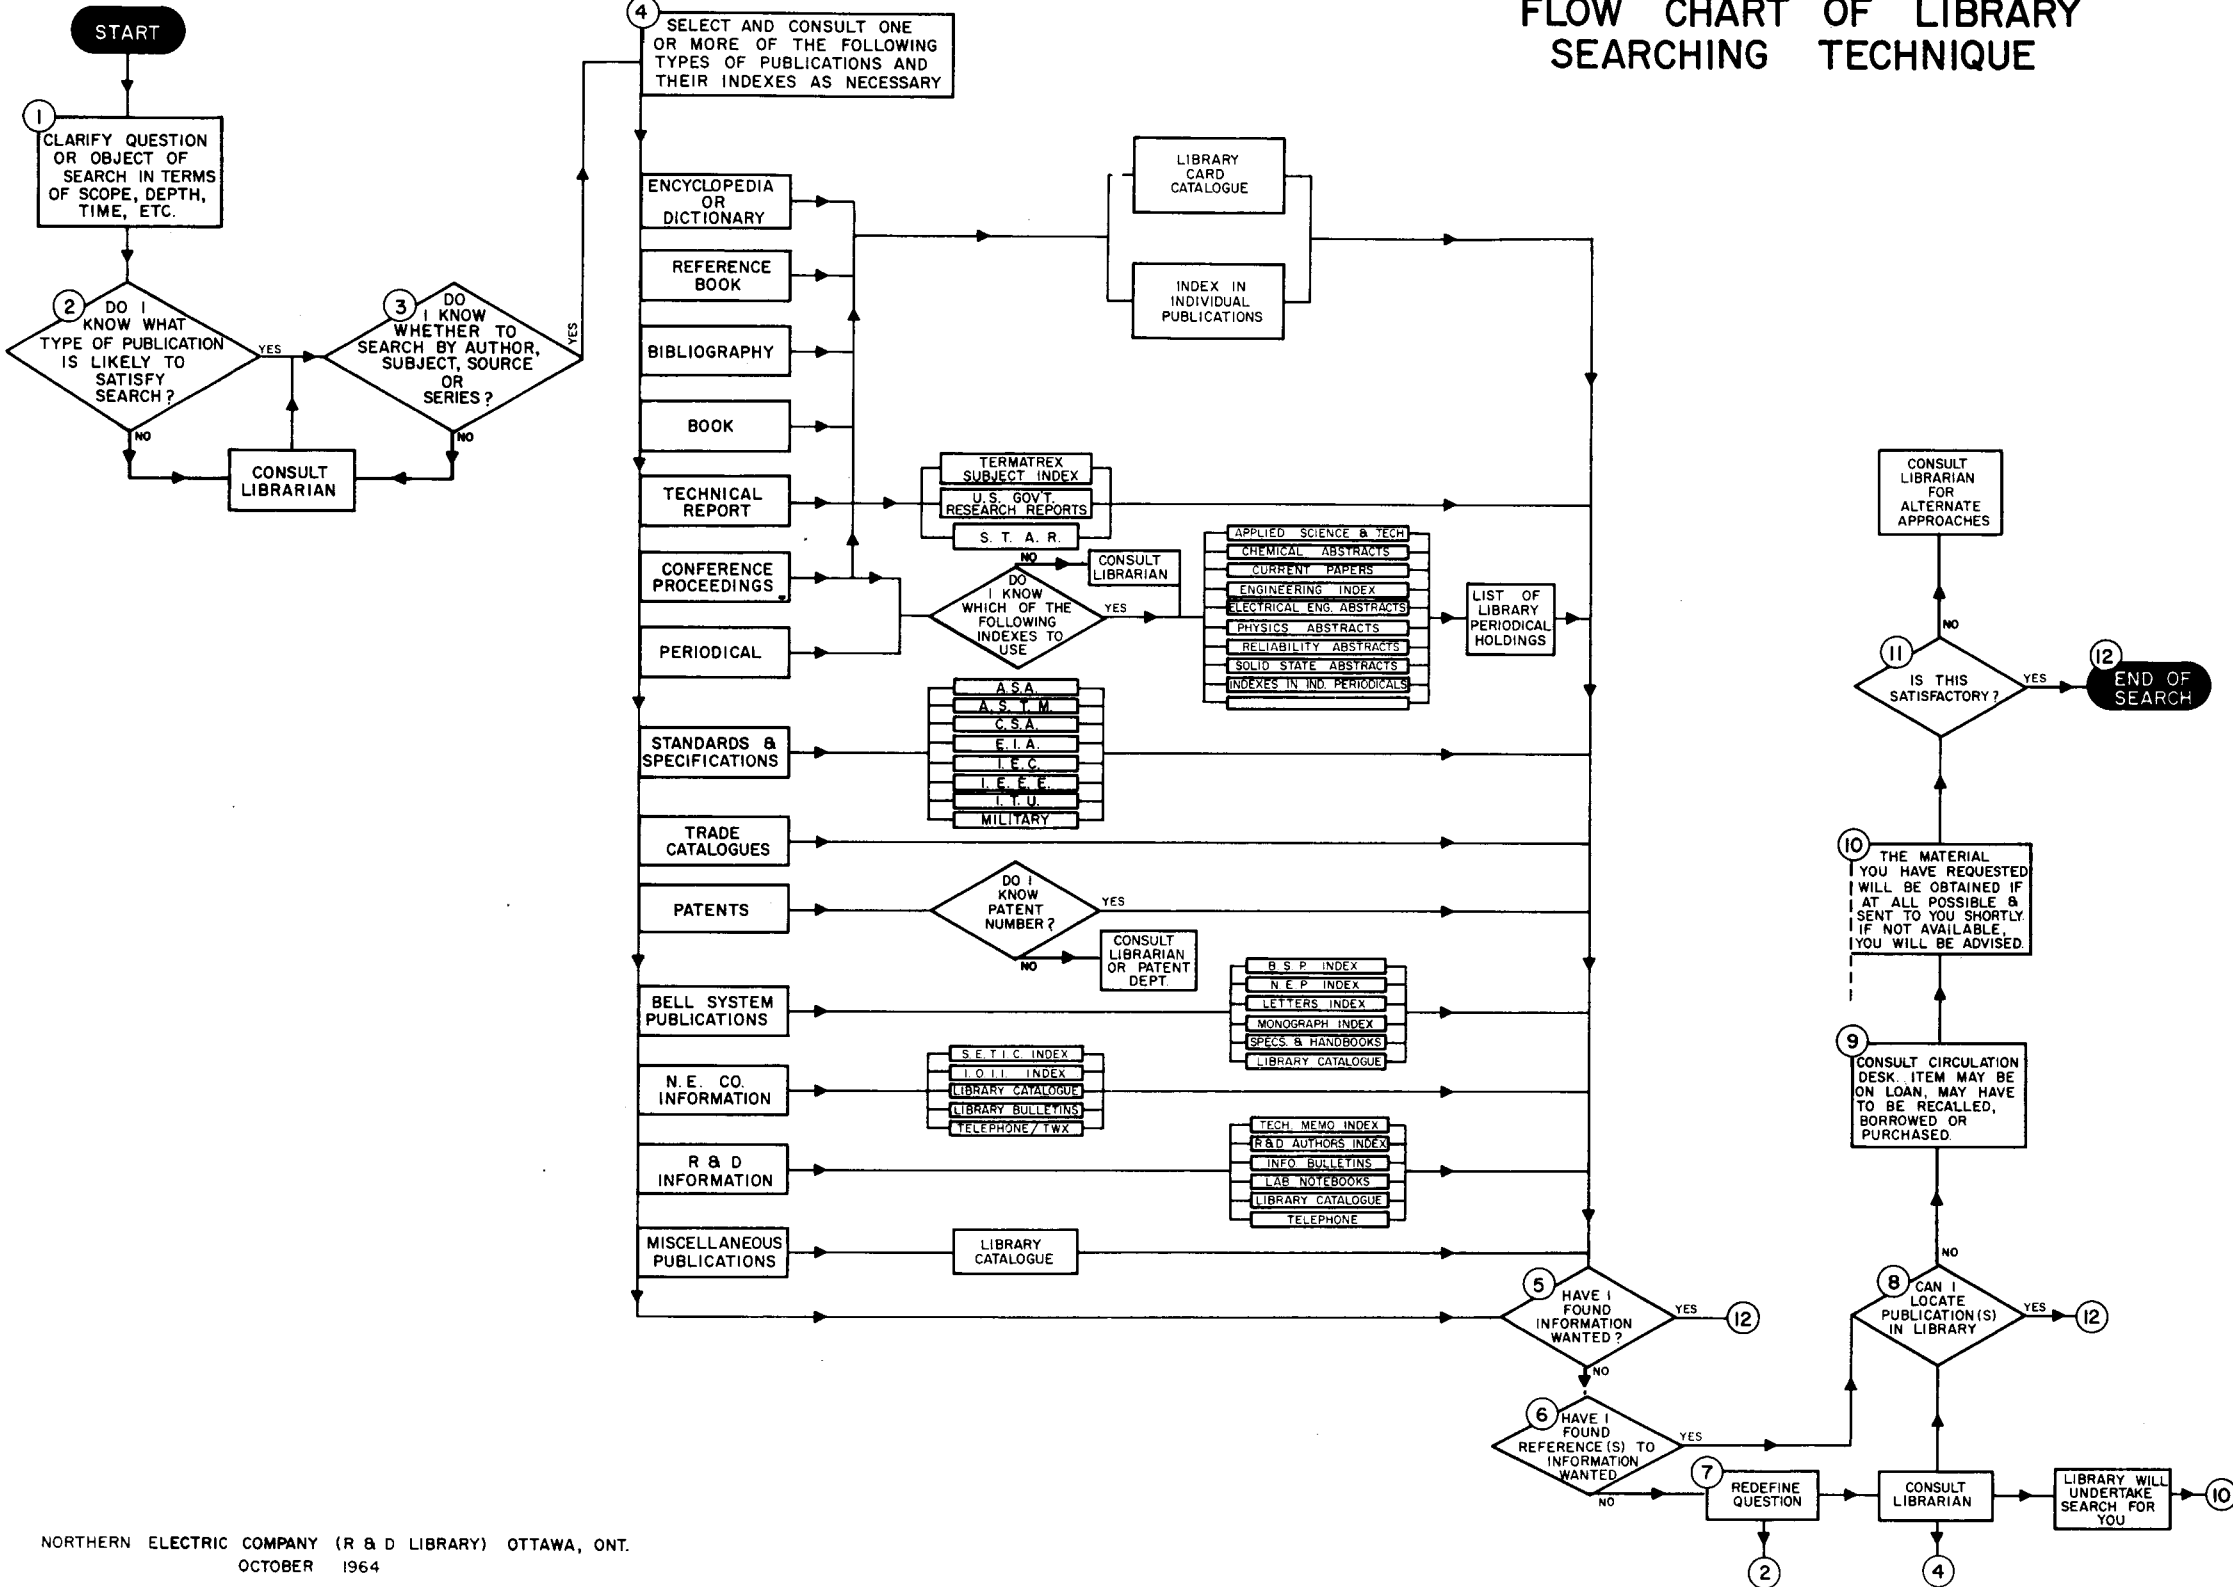 FLOW CHART OF LIBRARY
SEARCHING TECHNIQUE
START
1
CLARIFY QUESTION
OR OBJECT OF
SEARCH IN TERMS
OF SCOPE, DEPTH,
TIME, ETC.
2
DO I
KNOW WHAT
TYPE OF PUBLICATION
IS LIKELY TO
SATISFY
SEARCH?
YES
NO
CONSULT
LIBRARIAN
3
DO
I KNOW
WHETHER TO
SEARCH BY AUTHOR,
SUBJECT, SOURCE
OR
SERIES?
YES
NO
4
SELECT AND CONSULT ONE
OR MORE OF THE FOLLOWING
TYPES OF PUBLICATIONS AND
THEIR INDEXES AS NECESSARY
ENCYCLOPEDIA
OR
DICTIONARY
REFERENCE
BOOK
BIBLIOGRAPHY
BOOK
LIBRARY
CARD
CATALOGUE
INDEX IN
INDIVIDUAL
PUBLICATIONS
TECHNICAL
REPORT
TERMATREX
SUBJECT INDEX
U.S. GOV'T.
RESEARCH REPORTS
S. T. A. R.
CONFERENCE
PROCEEDINGS
PERIODICAL
DO
I KNOW
WHICH OF THE
FOLLOWING
INDEXES TO
USE
NO
CONSULT
LIBRARIAN
YES
APPLIED SCIENCE & TECH
CHEMICAL ABSTRACTS
CURRENT PAPERS
ENGINEERING INDEX
ELECTRICAL ENG. ABSTRACTS
PHYSICS ABSTRACTS
RELIABILITY ABSTRACTS
SOLID STATE ABSTRACTS
INDEXES IN IND. PERIODICALS
LIST OF
LIBRARY
PERIODICAL
HOLDINGS
STANDARDS &
SPECIFICATIONS
A.S.A.
A. S. T. M.
C.S.A.
E. I. A.
I. E. C.
I. E. E. E.
I. T. U.
MILITARY
TRADE
CATALOGUES
PATENTS
DO I
KNOW
PATENT
NUMBER?
YES
NO
CONSULT
LIBRARIAN
OR PATENT
DEPT.
BELL SYSTEM
PUBLICATIONS
B. S. P. INDEX
N. E. P INDEX
LETTERS INDEX
MONOGRAPH INDEX
SPECS. & HANDBOOKS
LIBRARY CATALOGUE
N. E. CO.
INFORMATION
S. E. T. I. C. INDEX
I. O. I. I. INDEX
LIBRARY CATALOGUE
LIBRARY BULLETINS
TELEPHONE/TWX
R & D
INFORMATION
TECH. MEMO INDEX
R&D AUTHORS INDEX
INFO. BULLETINS
LAB NOTEBOOKS
LIBRARY CATALOGUE
TELEPHONE
MISCELLANEOUS
PUBLICATIONS
LIBRARY
CATALOGUE
5
HAVE I
FOUND
INFORMATION
WANTED?
YES
12
NO
6
HAVE I
FOUND
REFERENCE(S) TO
INFORMATION
WANTED
YES
NO
7
REDEFINE
QUESTION
2
CONSULT
LIBRARIAN
4
LIBRARY WILL
UNDERTAKE
SEARCH FOR
YOU
10
8
CAN I
LOCATE
PUBLICATION(S)
IN LIBRARY
YES
12
NO
9
CONSULT CIRCULATION
DESK. ITEM MAY BE
ON LOAN, MAY HAVE
TO BE RECALLED,
BORROWED OR
PURCHASED.
10
THE MATERIAL
YOU HAVE REQUESTED
WILL BE OBTAINED IF
AT ALL POSSIBLE &
SENT TO YOU SHORTLY.
IF NOT AVAILABLE,
YOU WILL BE ADVISED.
11
IS THIS
SATISFACTORY?
YES
12
END OF
SEARCH
NO
CONSULT
LIBRARIAN
FOR
ALTERNATE
APPROACHES
NORTHERN ELECTRIC COMPANY (R & D LIBRARY) OTTAWA, ONT.
OCTOBER 1964